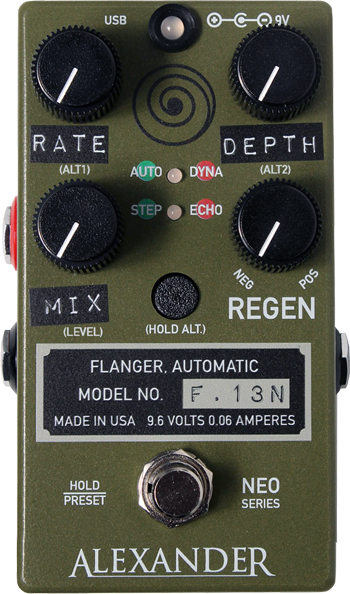 USB
9V
RATE
DEPTH
(ALT1)
(ALT2)
AUTO
DYNA
STEP
ECHO
MIX
(LEVEL)
(HOLD ALT.)
NEG
POS
REGEN
FLANGER, AUTOMATIC
MODEL NO. F.13N
MADE IN USA 9.6 VOLTS 0.06 AMPERES
HOLD
PRESET
NEO
SERIES
ALEXANDER